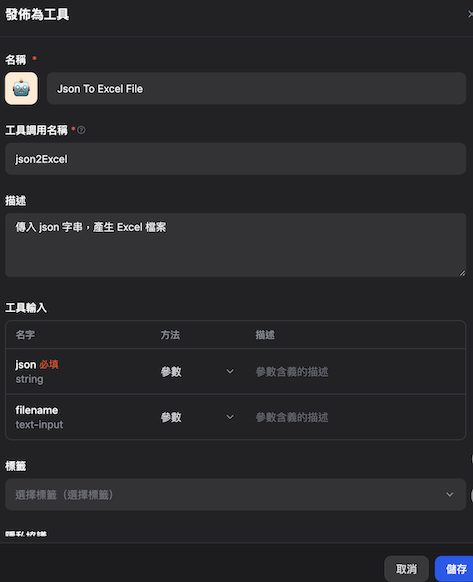 發佈為工具
名稱 *
Json To Excel File
工具調用名稱 *
json2Excel
描述
傳入 json 字串，產生 Excel 檔案
工具輸入
名字 方法 描述
json 必填 參數 參數含義的描述
string
filename 參數 參數含義的描述
text-input
標籤
選擇標籤（選擇標籤）
隱私協議
取消 儲存